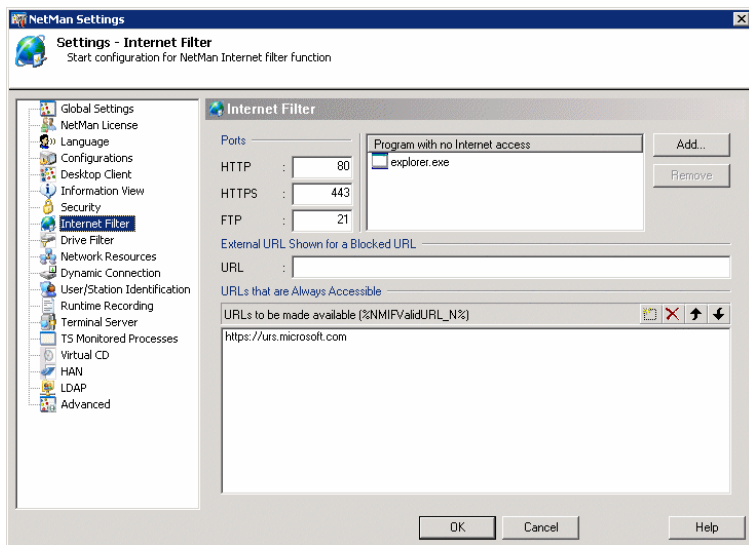 NetMan Settings
Settings - Internet Filter
Start configuration for NetMan Internet filter function
Global Settings
NetMan License
Language
Configurations
Desktop Client
Information View
Security
Internet Filter
Drive Filter
Network Resources
Dynamic Connection
User/Station Identification
Runtime Recording
Terminal Server
TS Monitored Processes
Virtual CD
HAN
LDAP
Advanced
Internet Filter
Ports
HTTP : 80
HTTPS : 443
FTP : 21
Program with no Internet access
explorer.exe
Add...
Remove
External URL Shown for a Blocked URL
URL :
URLs that are Always Accessible
URLs to be made available (%NMIFValidURL_N%)
https://urs.microsoft.com
OK Cancel Help